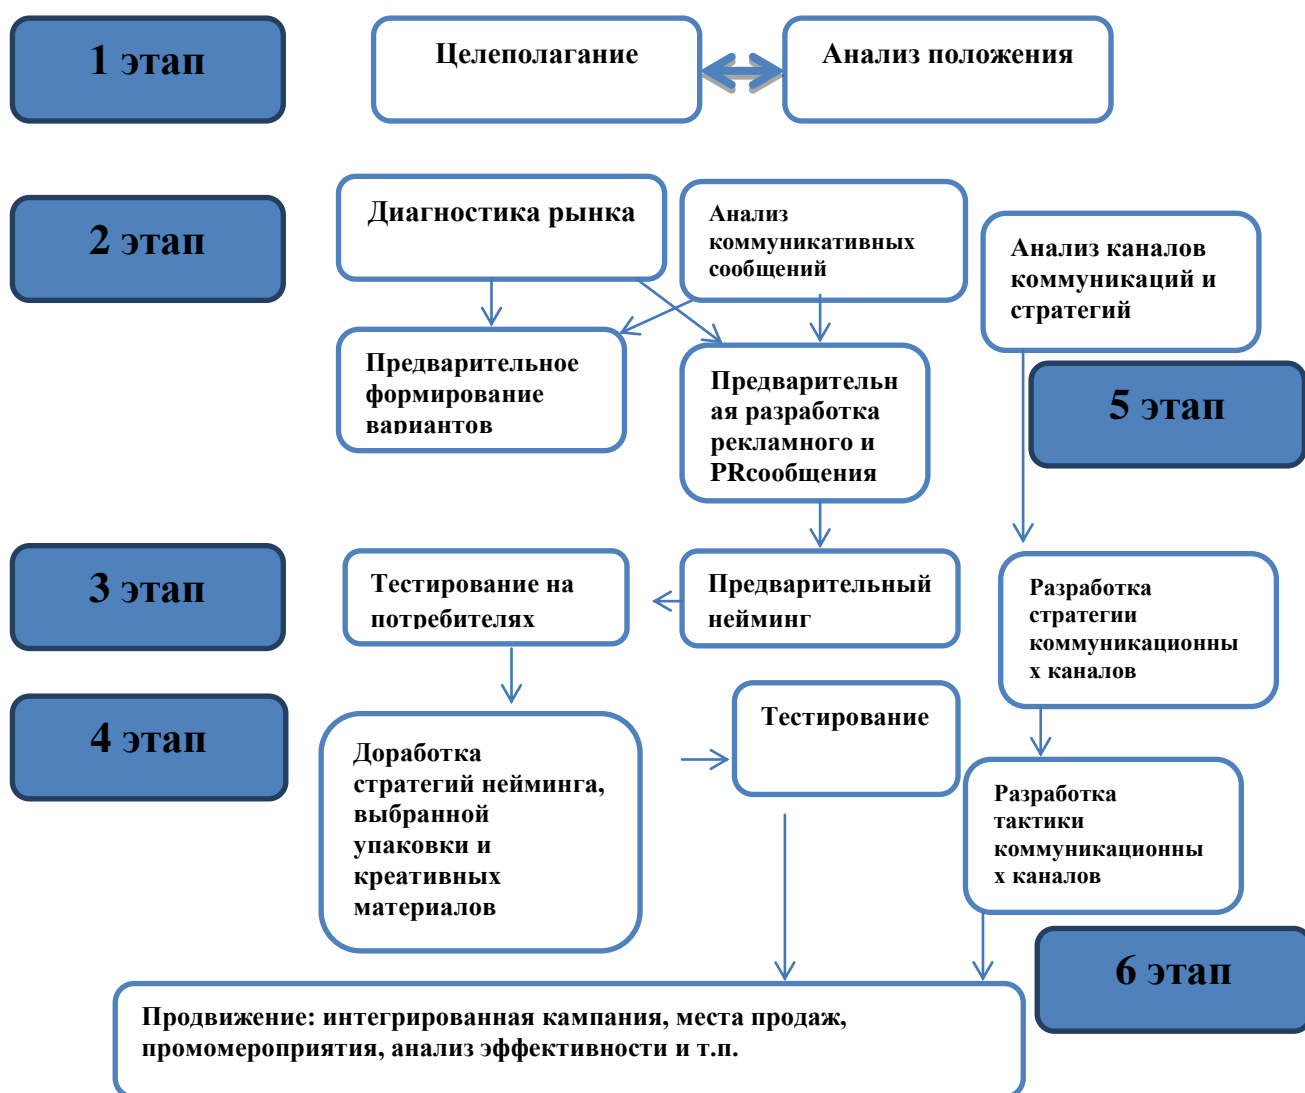 1 этап
Целеполагание
Анализ положения
2 этап
Диагностика рынка
Анализ
коммуникативных
сообщений
Анализ каналов
коммуникаций и
стратегий
Предварительное
формирование
вариантов
Предварительн
ая разработка
рекламного и
PRсообщения
5 этап
3 этап
Тестирование на
потребителях
Предварительный
нейминг
Разработка
стратегии
коммуникационны
х каналов
4 этап
Доработка
стратегий нейминга,
выбранной
упаковки и
креативных
материалов
Тестирование
Разработка
тактики
коммуникационны
х каналов
6 этап
Продвижение: интегрированная кампания, места продаж,
промомероприятия, анализ эффективности и т.п.